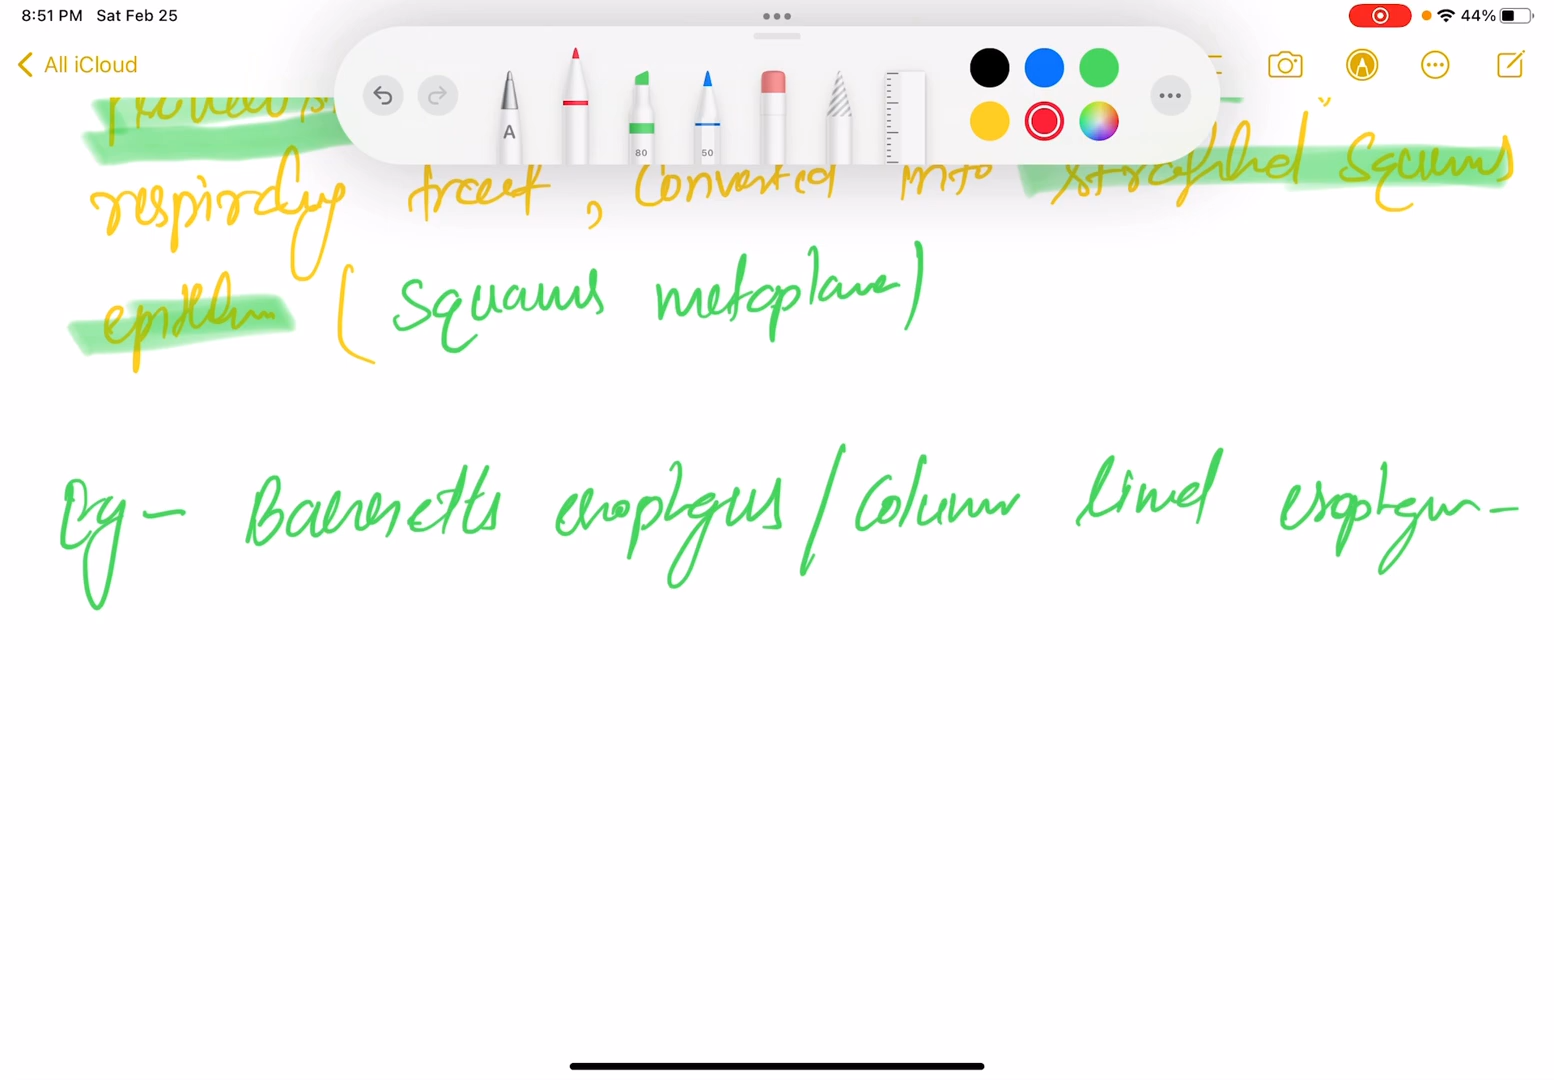 8:51 PM Sat Feb 25
44%
All iCloud
A
80
50
respiratory tract, converted into stratified squamous
epithelium (squamous metaplasia)
Eg - Barretts esophagus / Column lined esophagus -